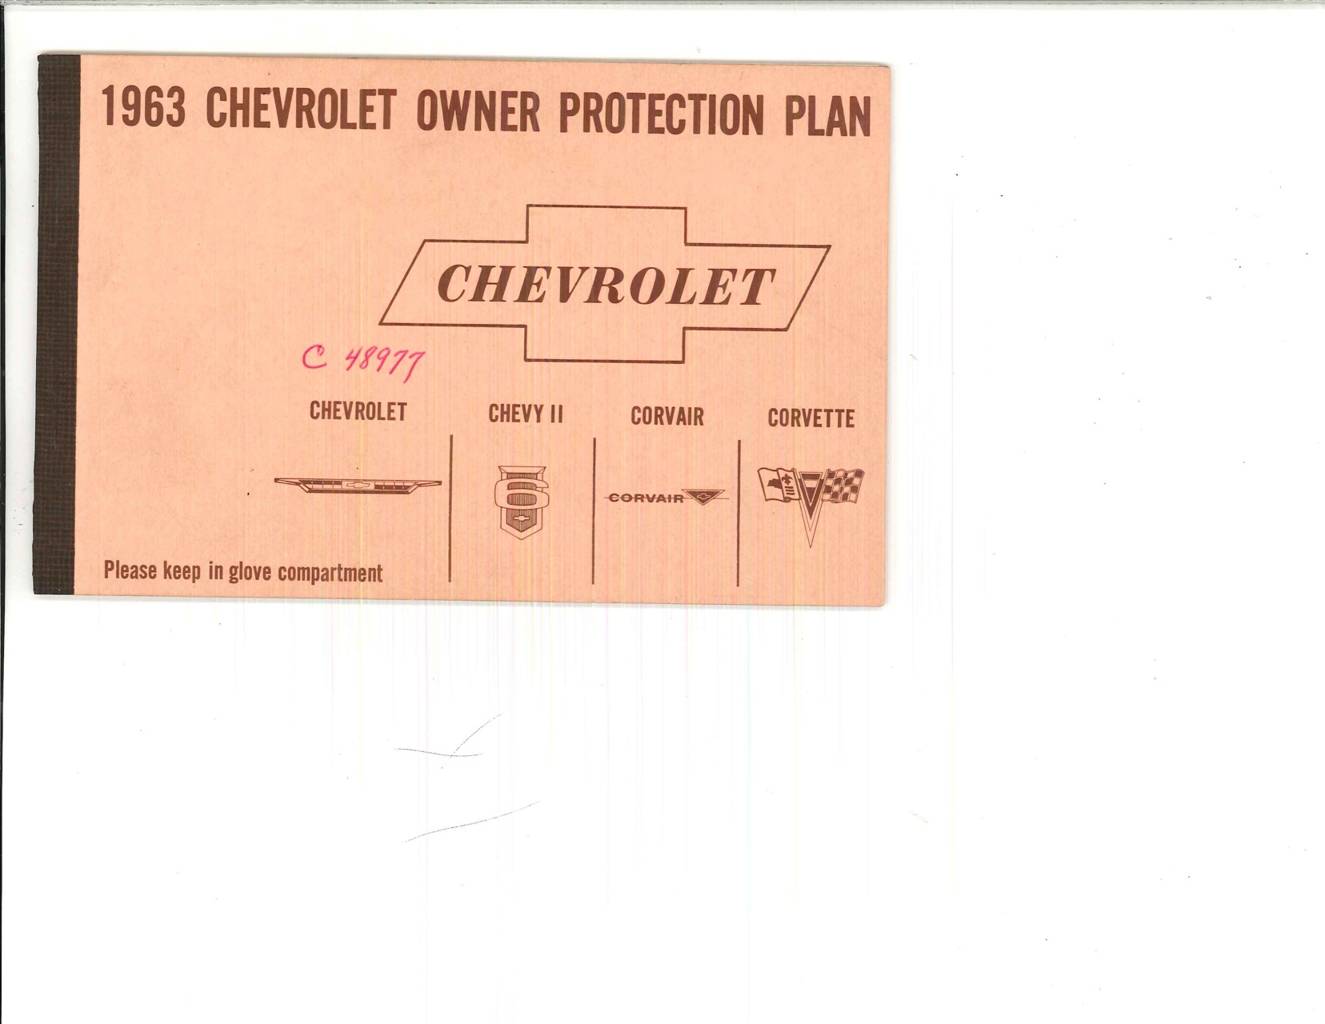 1963 CHEVROLET OWNER PROTECTION PLAN
CHEVROLET
C 48977
CHEVROLET CHEVY II CORVAIR CORVETTE
CORVAIR
Please keep in glove compartment